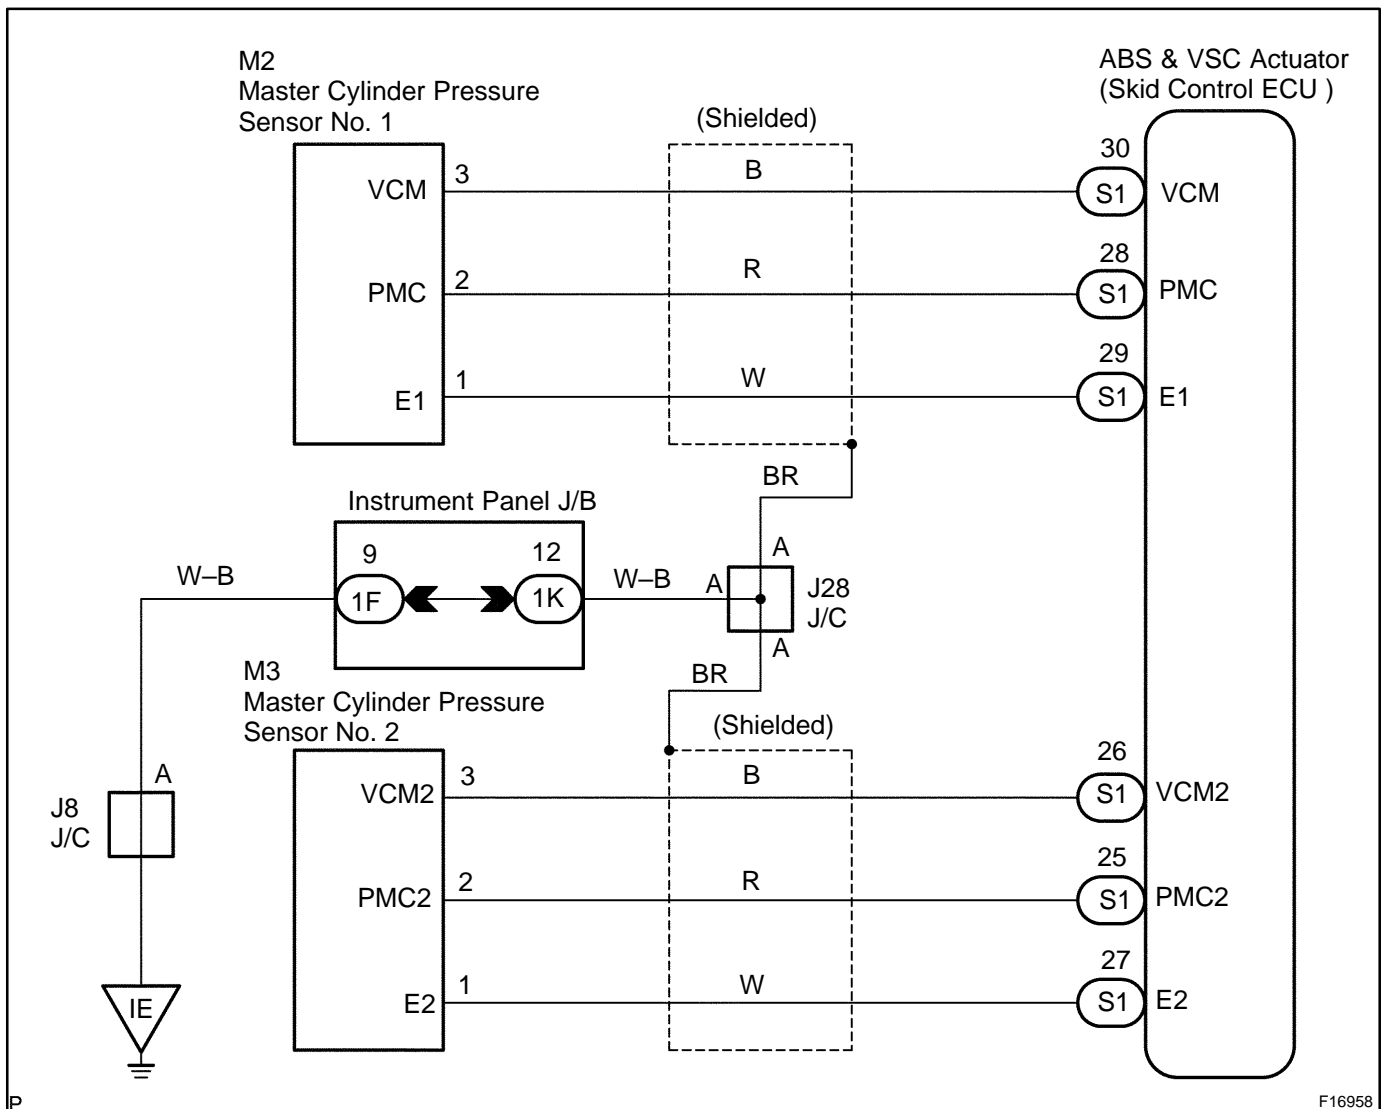 M2
Master Cylinder Pressure
Sensor No. 1
ABS & VSC Actuator
(Skid Control ECU )
(Shielded)
VCM
3
B
30
S1
VCM
PMC
2
R
28
S1
PMC
E1
1
W
29
S1
E1
BR
Instrument Panel J/B
W–B
9
1F
12
1K
W–B
A
A
J28
J/C
A
BR
M3
Master Cylinder Pressure
Sensor No. 2
(Shielded)
VCM2
3
B
26
S1
VCM2
A
J8
J/C
PMC2
2
R
25
S1
PMC2
E2
1
W
27
S1
E2
IE
P
F16958